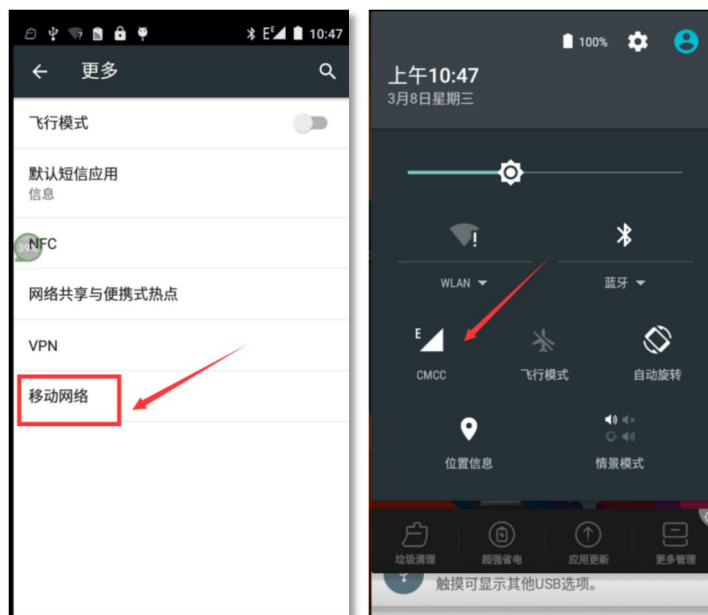 10:47
更多
飞行模式
默认短信应用
信息
NFC
网络共享与便携式热点
VPN
移动网络
100%
上午10:47
3月8日星期三
WLAN
蓝牙
E
CMCC
飞行模式
自动旋转
位置信息
情景模式
垃圾清理
超强省电
应用更新
更多管理
触摸可显示其他USB选项。